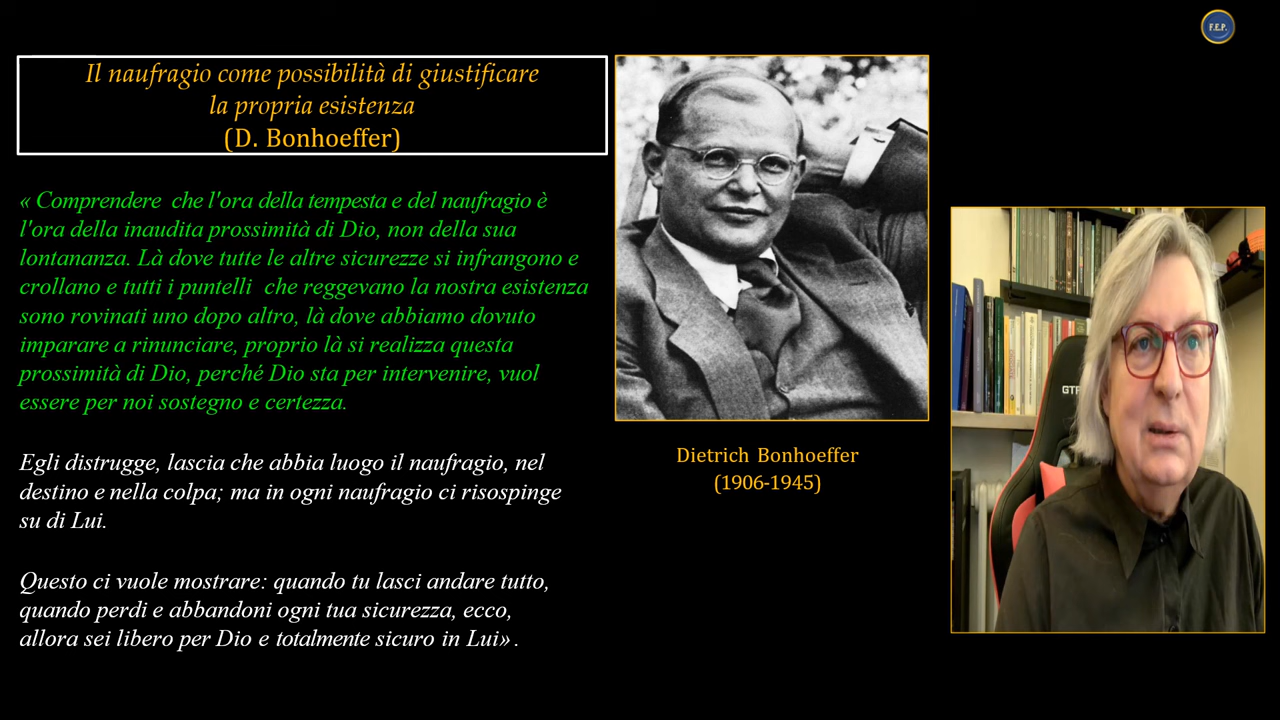 F.E.P.
Il naufragio come possibilità di giustificare
la propria esistenza
(D. Bonhoeffer)
« Comprendere che l'ora della tempesta e del naufragio è
l'ora della inaudita prossimità di Dio, non della sua
lontananza. Là dove tutte le altre sicurezze si infrangono e
crollano e tutti i puntelli che reggevano la nostra esistenza
sono rovinati uno dopo altro, là dove abbiamo dovuto
imparare a rinunciare, proprio là si realizza questa
prossimità di Dio, perché Dio sta per intervenire, vuol
essere per noi sostegno e certezza.
Egli distrugge, lascia che abbia luogo il naufragio, nel
destino e nella colpa; ma in ogni naufragio ci risospinge
su di Lui.
Questo ci vuole mostrare: quando tu lasci andare tutto,
quando perdi e abbandoni ogni tua sicurezza, ecco,
allora sei libero per Dio e totalmente sicuro in Lui» .
Dietrich Bonhoeffer
(1906-1945)